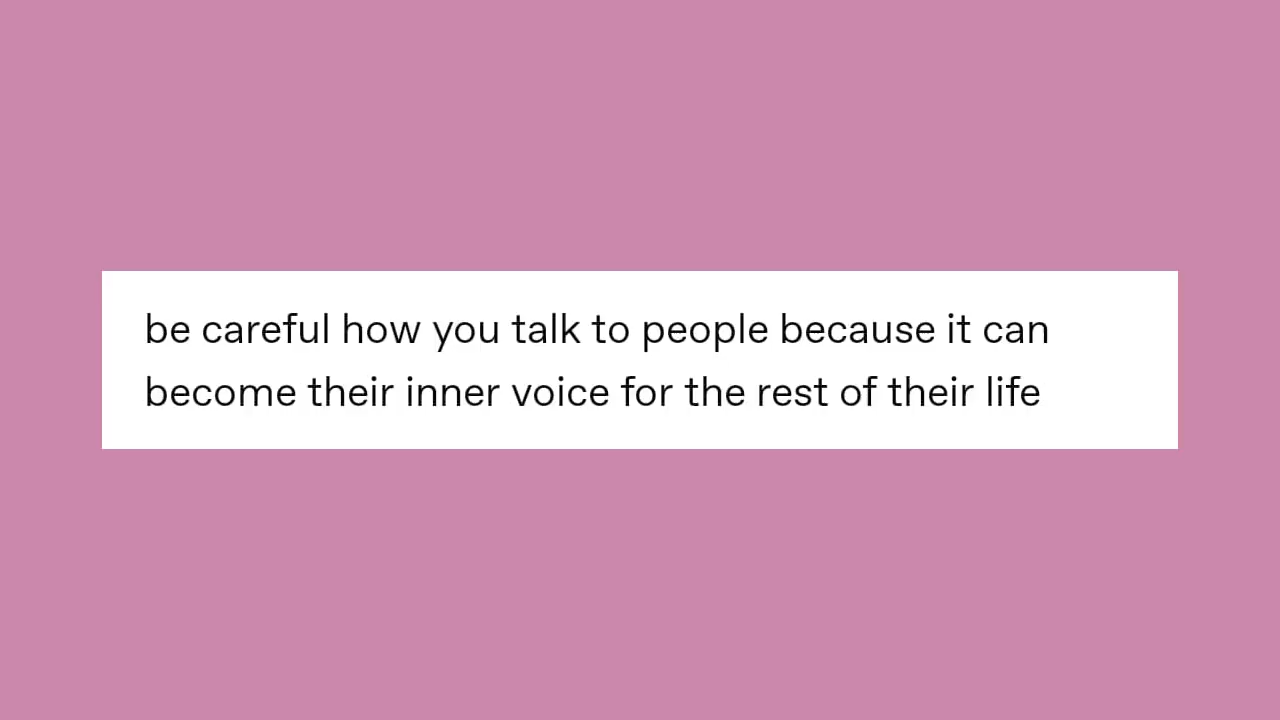 be careful how you talk to people because it can
become their inner voice for the rest of their life